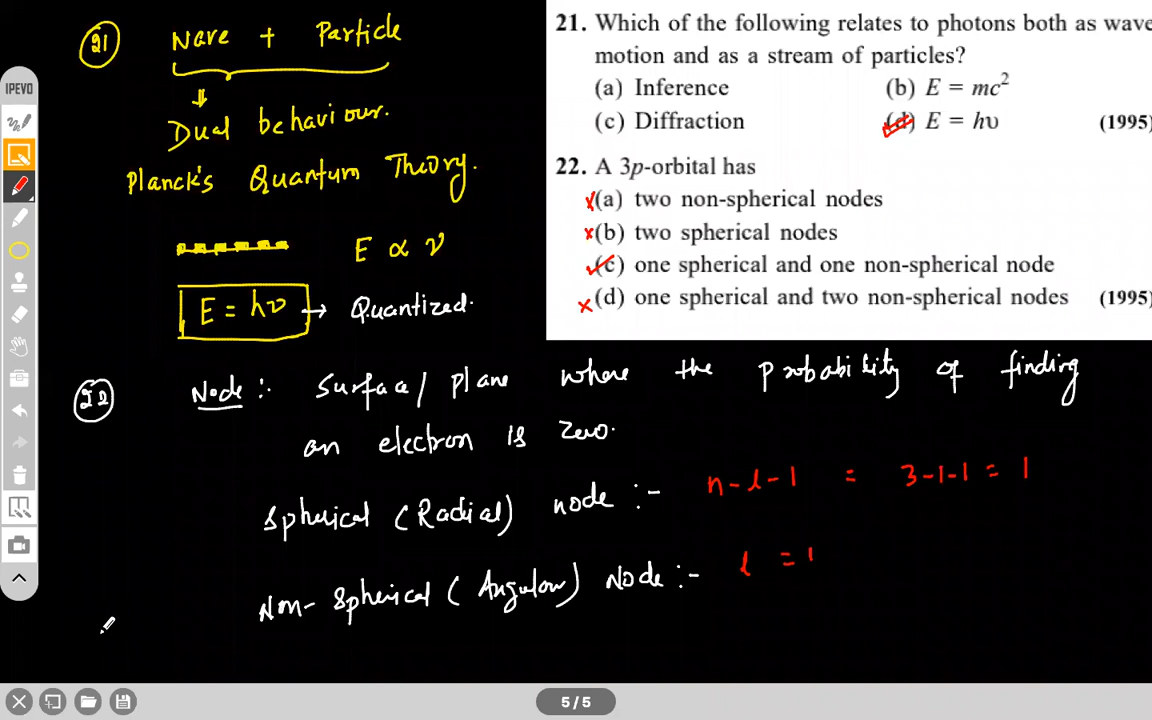 IPEVO
21 Wave + Particle
Dual behaviour.
Planck's Quantum Theory.
E ∝ ν
E = hν → Quantized.
21. Which of the following relates to photons both as wave
motion and as a stream of particles?
(a) Inference (b) E = mc²
(c) Diffraction (d) E = hυ (1995)
22. A 3p-orbital has
(a) two non-spherical nodes
(b) two spherical nodes
(c) one spherical and one non-spherical node
(d) one spherical and two non-spherical nodes (1995)
22 Node :- Surface/plane where the probability of finding
an electron is zero.
Spherical (Radial) node :- n-l-1 = 3-1-1 = 1
Non-Spherical (Angular) Node :- l = 1
5/5